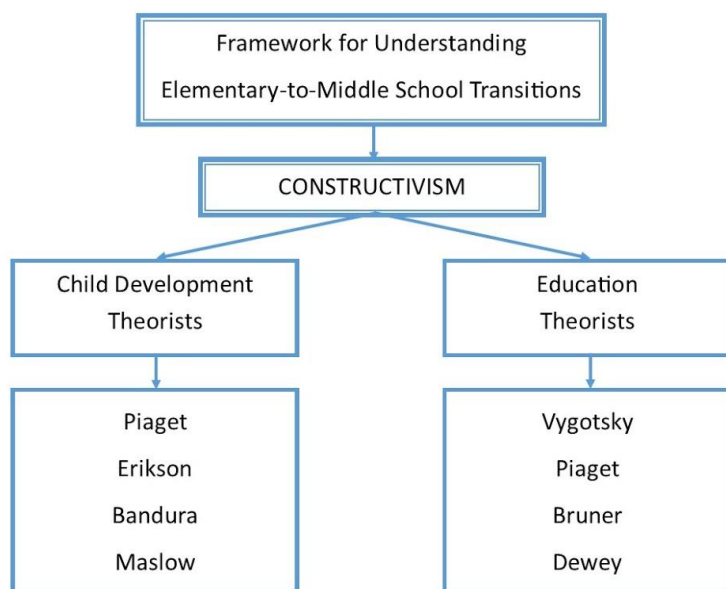 Framework for Understanding
Elementary-to-Middle School Transitions
CONSTRUCTIVISM
Child Development
Theorists
Education
Theorists
Piaget
Erikson
Bandura
Maslow
Vygotsky
Piaget
Bruner
Dewey